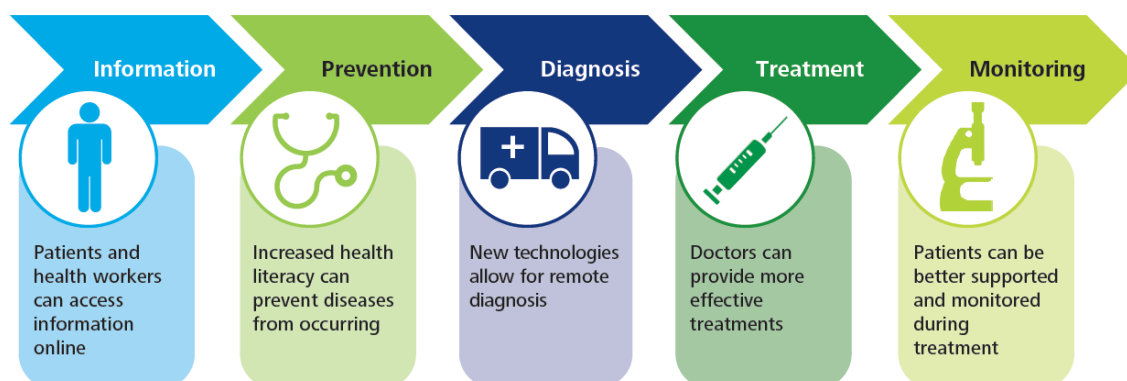 Information
Patients and
health workers
can access
information
online
Prevention
Increased health
literacy can
prevent diseases
from occurring
Diagnosis
New technologies
allow for remote
diagnosis
Treatment
Doctors can
provide more
effective
treatments
Monitoring
Patients can be
better supported
and monitored
during
treatment